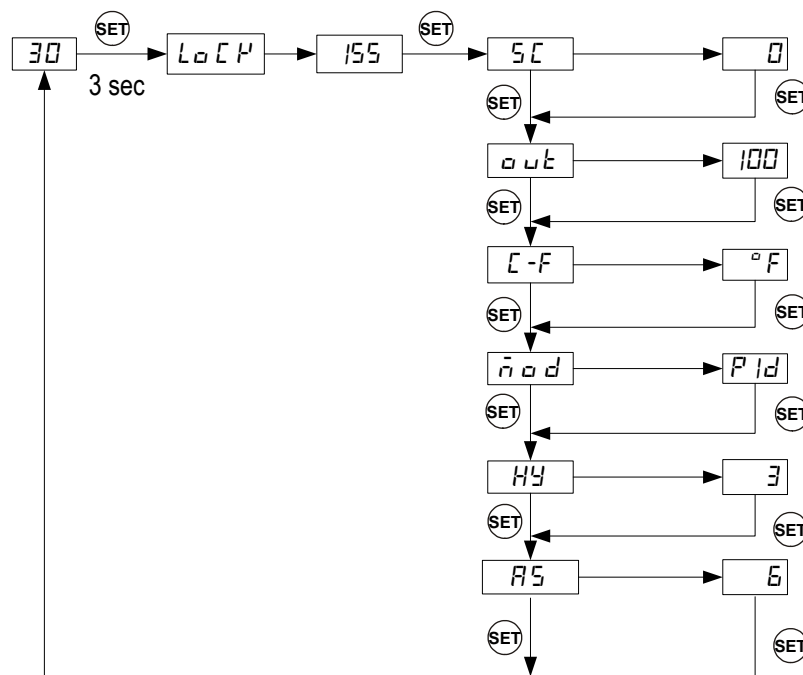 SET SET
30 LoCK 155 SC 0
3 sec
SET SET
out 100
SET SET
C-F °F
SET SET
mod PId
SET SET
HY 3
SET SET
AS 6
SET SET